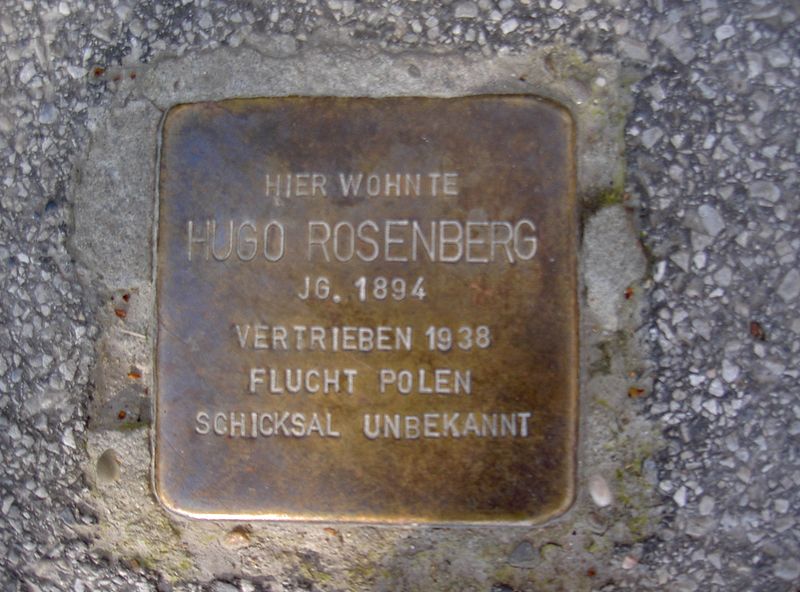 HIER WOHNTE
HUGO ROSENBERG
JG. 1894
VERTRIEBEN 1938
FLUCHT POLEN
SCHICKSAL UNBEKANNT